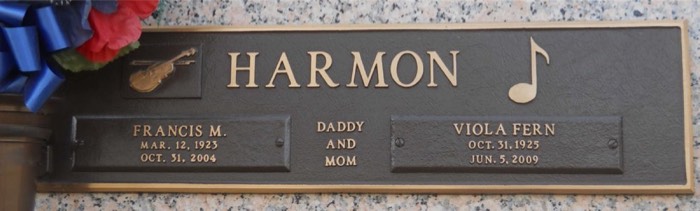 HARMON
FRANCIS M.
MAR. 12, 1923
OCT. 31, 2004
DADDY
AND
MOM
VIOLA FERN
OCT. 31, 1925
JUN. 5, 2009